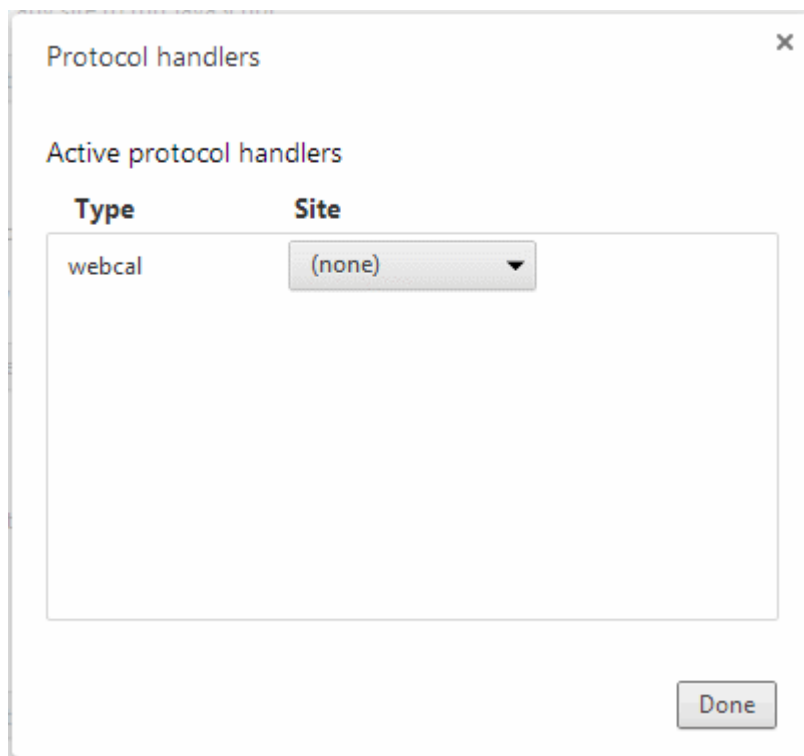 Protocol handlers
Active protocol handlers
Type Site
webcal (none)
Done